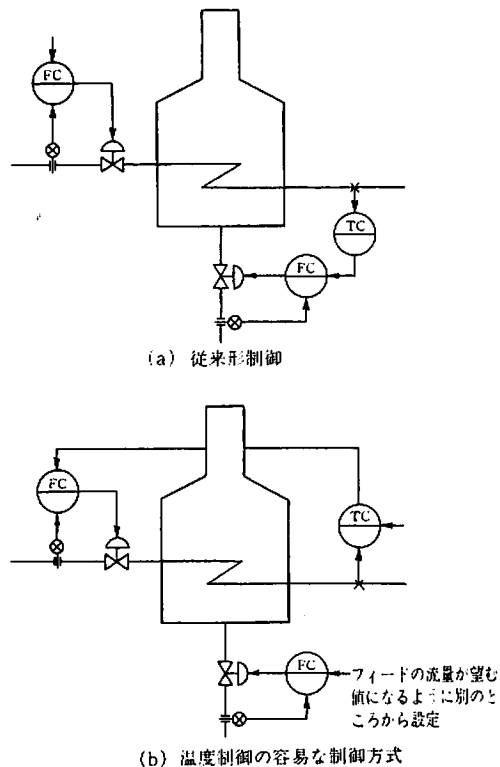 FC
TC
FC
(a) 従来形制御
FC
TC
FC
フィードの流量が望む
値になるように別のと
ころから設定
(b) 温度制御の容易な制御方式